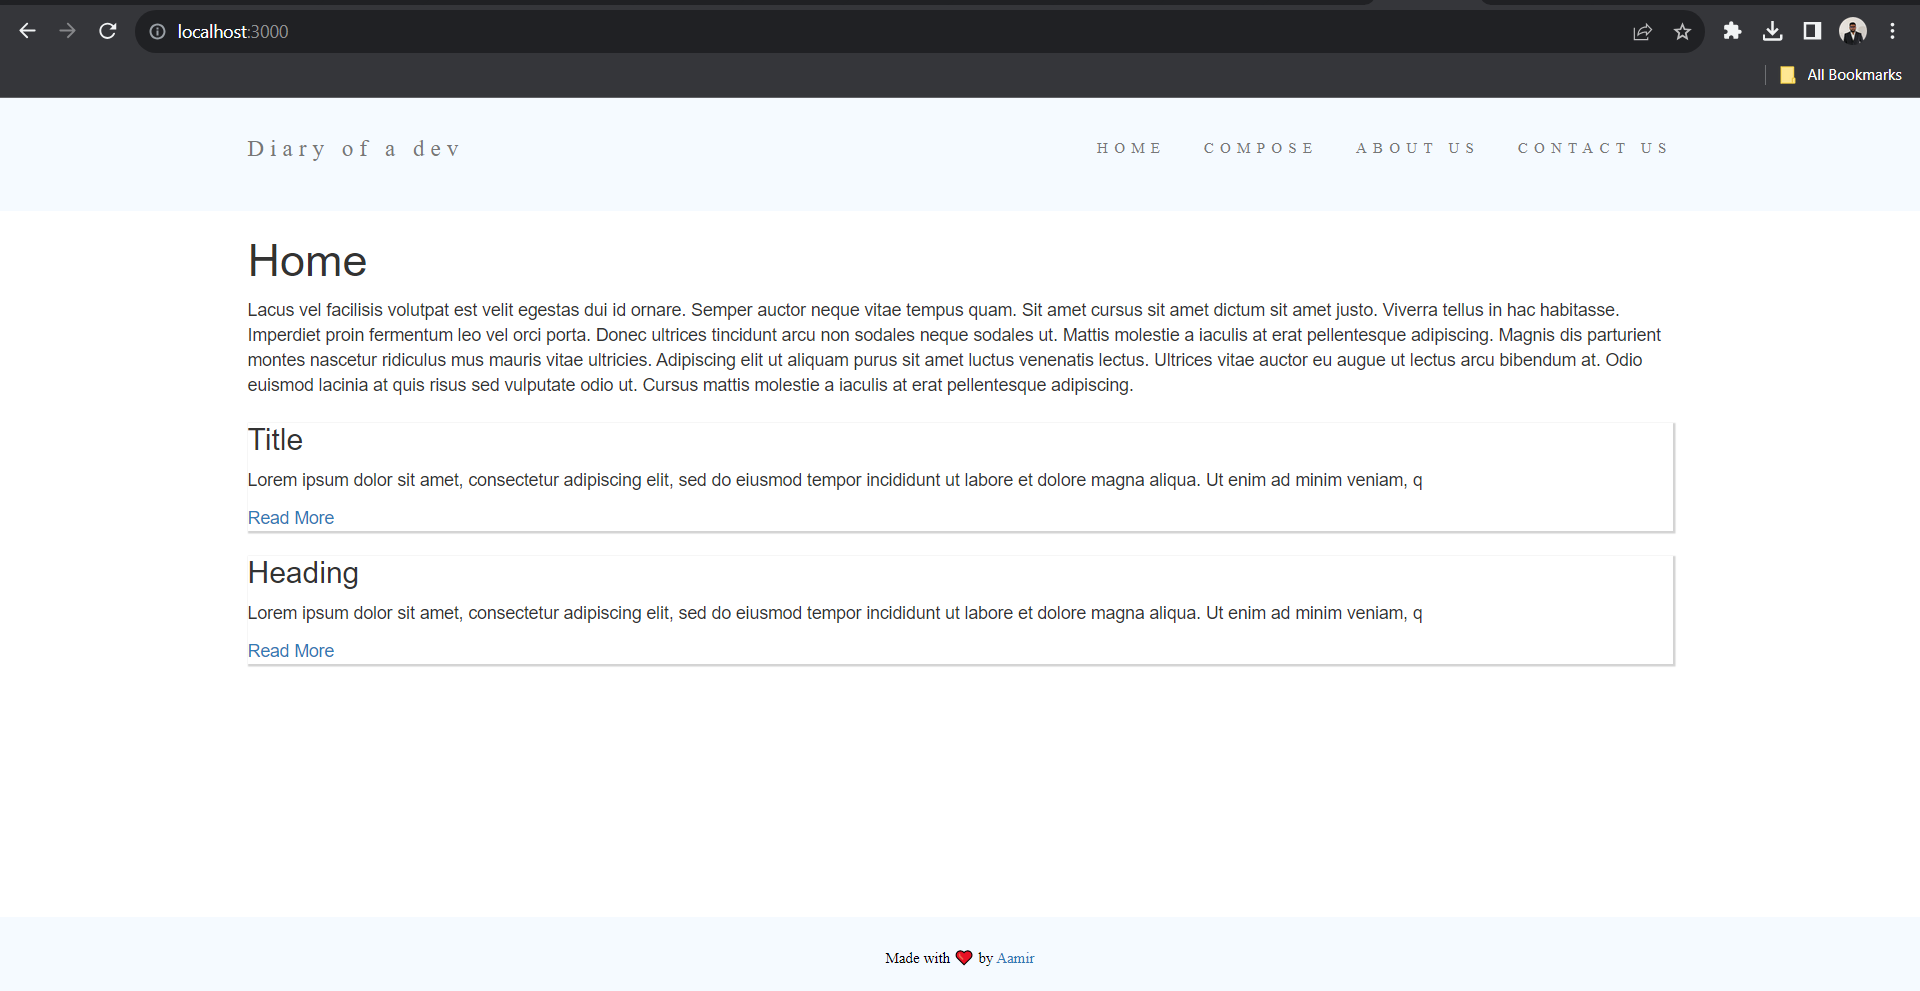 localhost:3000
All Bookmarks
Diary of a dev
HOME COMPOSE ABOUT US CONTACT US
Home
Lacus vel facilisis volutpat est velit egestas dui id ornare. Semper auctor neque vitae tempus quam. Sit amet cursus sit amet dictum sit amet justo. Viverra tellus in hac habitasse.
Imperdiet proin fermentum leo vel orci porta. Donec ultrices tincidunt arcu non sodales neque sodales ut. Mattis molestie a iaculis at erat pellentesque adipiscing. Magnis dis parturient
montes nascetur ridiculus mus mauris vitae ultricies. Adipiscing elit ut aliquam purus sit amet luctus venenatis lectus. Ultrices vitae auctor eu augue ut lectus arcu bibendum at. Odio
euismod lacinia at quis risus sed vulputate odio ut. Cursus mattis molestie a iaculis at erat pellentesque adipiscing.
Title
Lorem ipsum dolor sit amet, consectetur adipiscing elit, sed do eiusmod tempor incididunt ut labore et dolore magna aliqua. Ut enim ad minim veniam, q
Read More
Heading
Lorem ipsum dolor sit amet, consectetur adipiscing elit, sed do eiusmod tempor incididunt ut labore et dolore magna aliqua. Ut enim ad minim veniam, q
Read More
Made with ❤ by Aamir